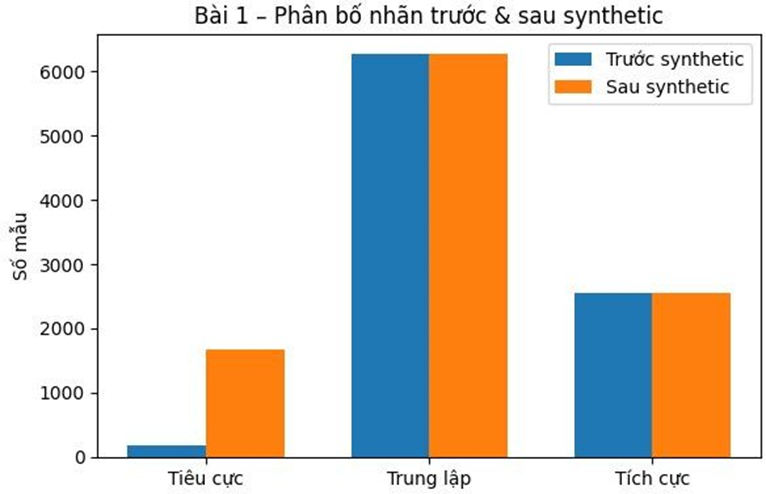 Bài 1 – Phân bố nhãn trước & sau synthetic
Trước synthetic
Sau synthetic
Số mẫu
6000
5000
4000
3000
2000
1000
0
Tiêu cực
Trung lập
Tích cực